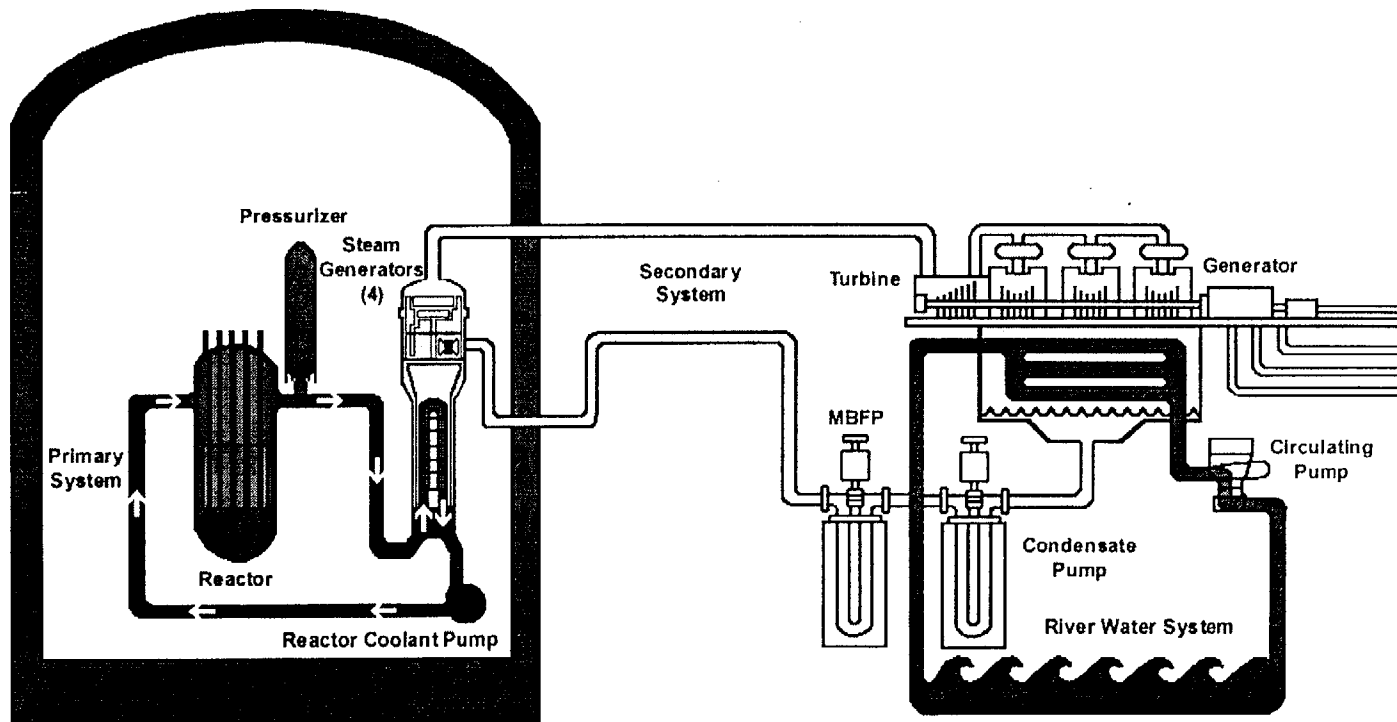 Pressurizer
Steam
Generators
(4)
Secondary
System
Turbine
Generator
Primary
System
MBFP
Circulating
Pump
Condensate
Pump
Reactor
Reactor Coolant Pump
River Water System